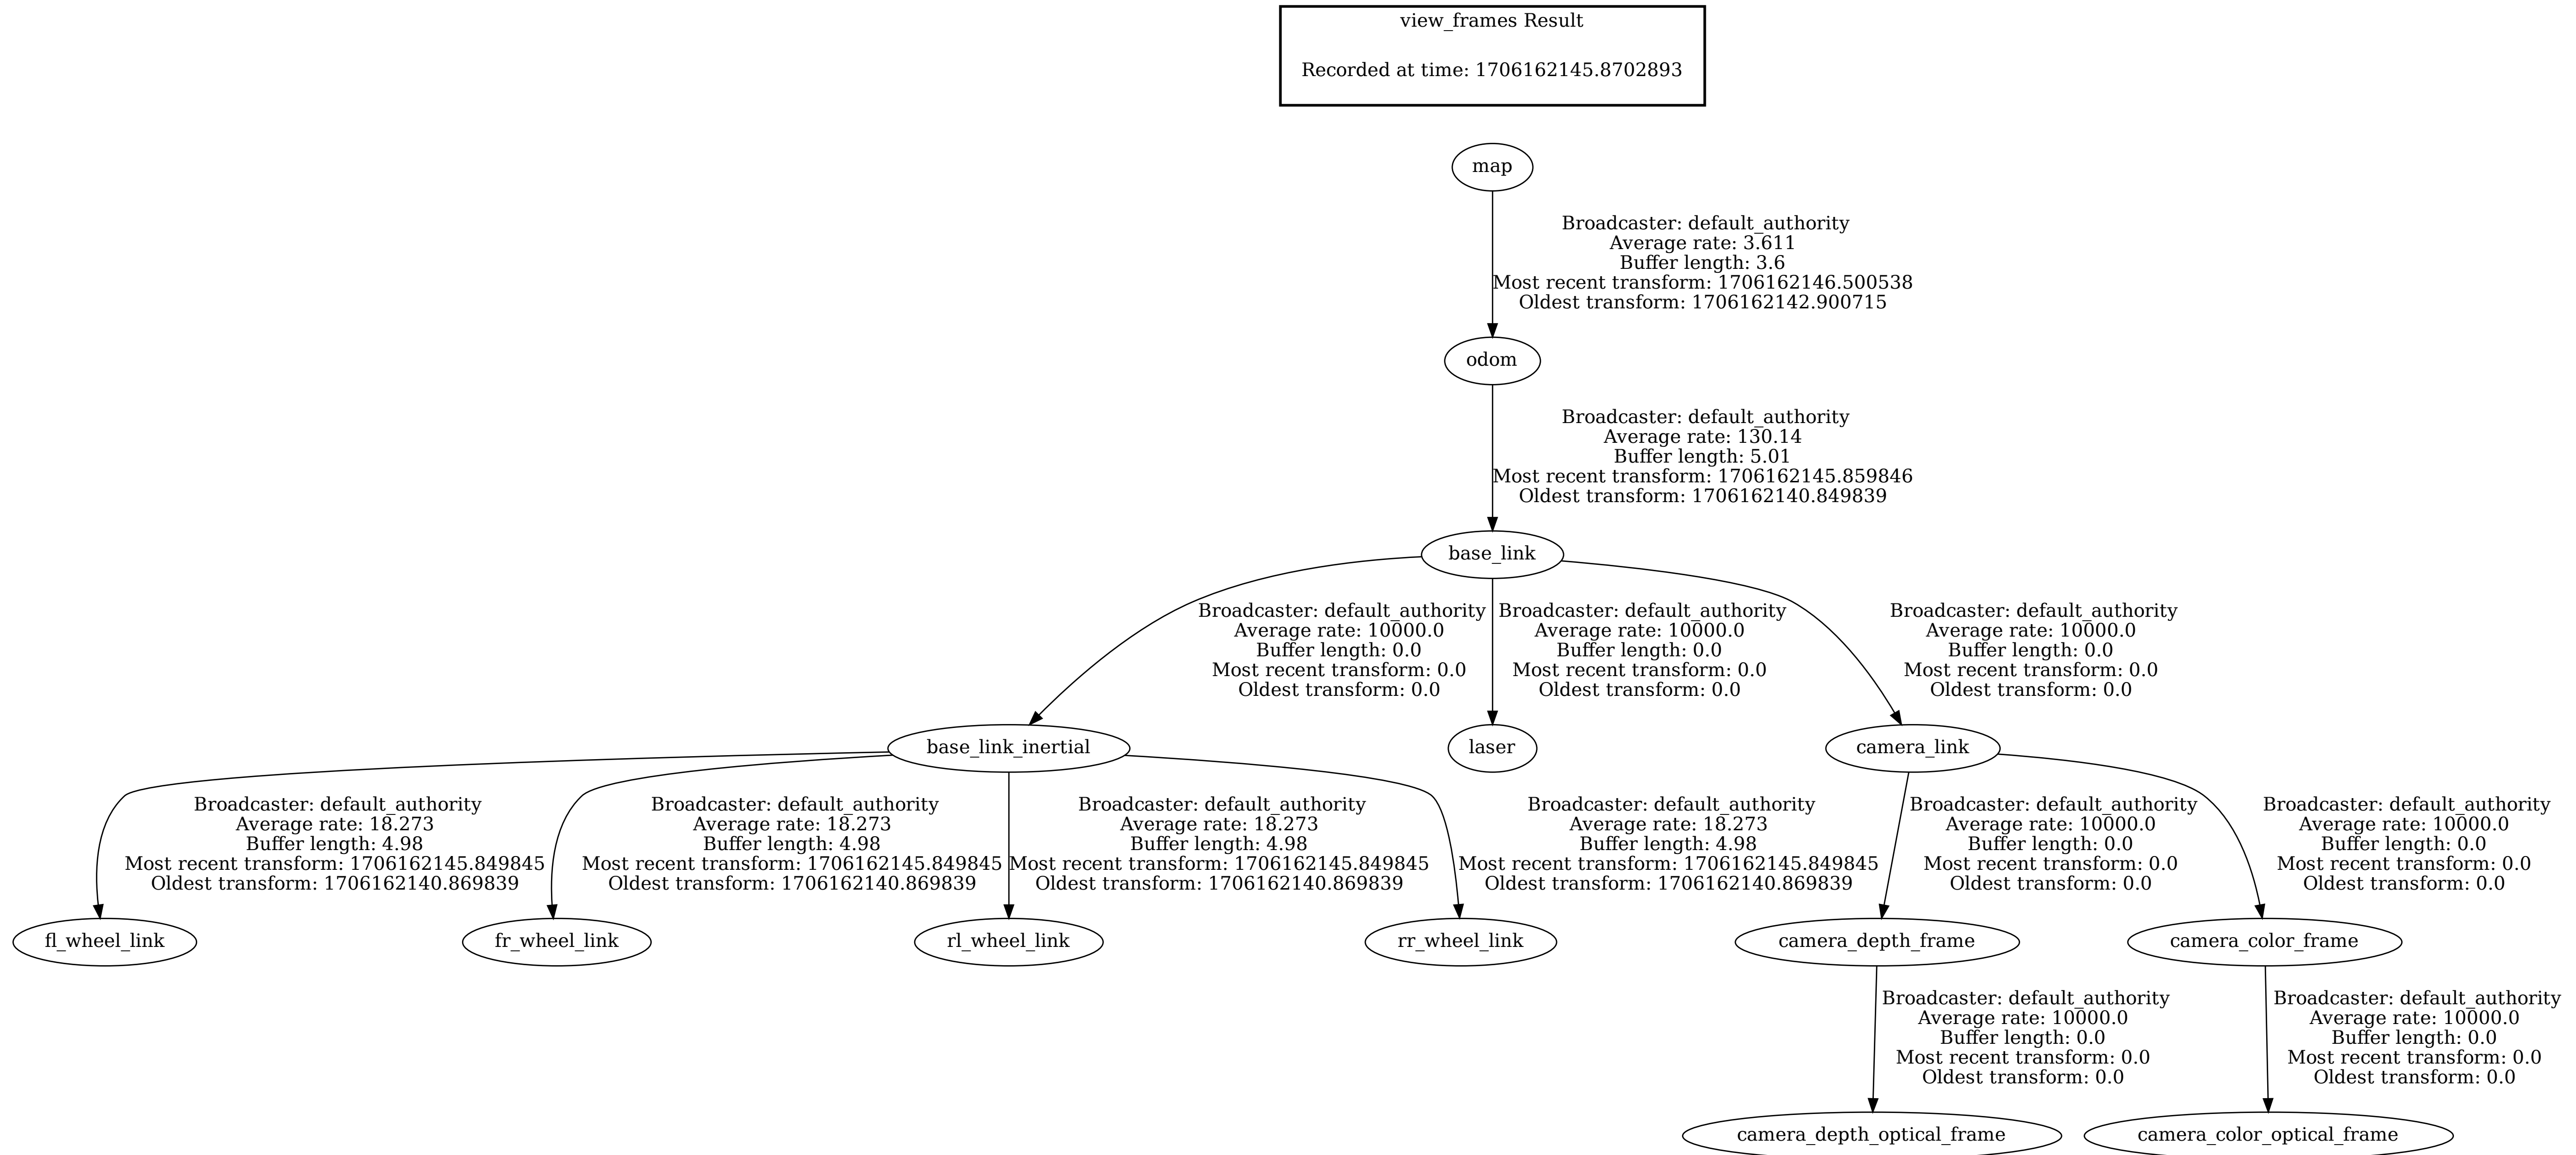 view_frames Result
Recorded at time: 1706162145.8702893
map
Broadcaster: default_authority
Average rate: 3.611
Buffer length: 3.6
Most recent transform: 1706162146.500538
Oldest transform: 1706162142.900715
odom
Broadcaster: default_authority
Average rate: 130.14
Buffer length: 5.01
Most recent transform: 1706162145.859846
Oldest transform: 1706162140.849839
base_link
Broadcaster: default_authority
Average rate: 10000.0
Buffer length: 0.0
Most recent transform: 0.0
Oldest transform: 0.0
Broadcaster: default_authority
Average rate: 10000.0
Buffer length: 0.0
Most recent transform: 0.0
Oldest transform: 0.0
Broadcaster: default_authority
Average rate: 10000.0
Buffer length: 0.0
Most recent transform: 0.0
Oldest transform: 0.0
base_link_inertial
laser
camera_link
Broadcaster: default_authority
Average rate: 18.273
Buffer length: 4.98
Most recent transform: 1706162145.849845
Oldest transform: 1706162140.869839
Broadcaster: default_authority
Average rate: 18.273
Buffer length: 4.98
Most recent transform: 1706162145.849845
Oldest transform: 1706162140.869839
Broadcaster: default_authority
Average rate: 18.273
Buffer length: 4.98
Most recent transform: 1706162145.849845
Oldest transform: 1706162140.869839
Broadcaster: default_authority
Average rate: 18.273
Buffer length: 4.98
Most recent transform: 1706162145.849845
Oldest transform: 1706162140.869839
Broadcaster: default_authority
Average rate: 10000.0
Buffer length: 0.0
Most recent transform: 0.0
Oldest transform: 0.0
Broadcaster: default_authority
Average rate: 10000.0
Buffer length: 0.0
Most recent transform: 0.0
Oldest transform: 0.0
fl_wheel_link
fr_wheel_link
rl_wheel_link
rr_wheel_link
camera_depth_frame
camera_color_frame
Broadcaster: default_authority
Average rate: 10000.0
Buffer length: 0.0
Most recent transform: 0.0
Oldest transform: 0.0
Broadcaster: default_authority
Average rate: 10000.0
Buffer length: 0.0
Most recent transform: 0.0
Oldest transform: 0.0
camera_depth_optical_frame
camera_color_optical_frame